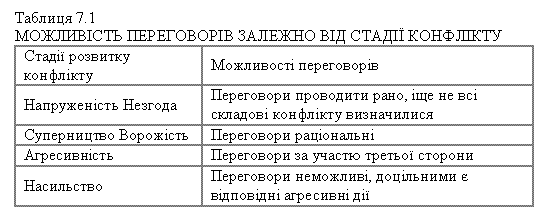 Таблиця 7.1
МОЖЛИВІСТЬ ПЕРЕГОВОРІВ ЗАЛЕЖНО ВІД СТАДІЇ КОНФЛІКТУ
Стадії розвитку
конфлікту
Можливості переговорів
Напруженість Незгода
Переговори проводити рано, іще не всі
складові конфлікту визначилися
Суперництво Ворожість
Переговори раціональні
Агресивність
Переговори за участю третьої сторони
Насильство
Переговори неможливі, доцільними є
відповідні агресивні дії